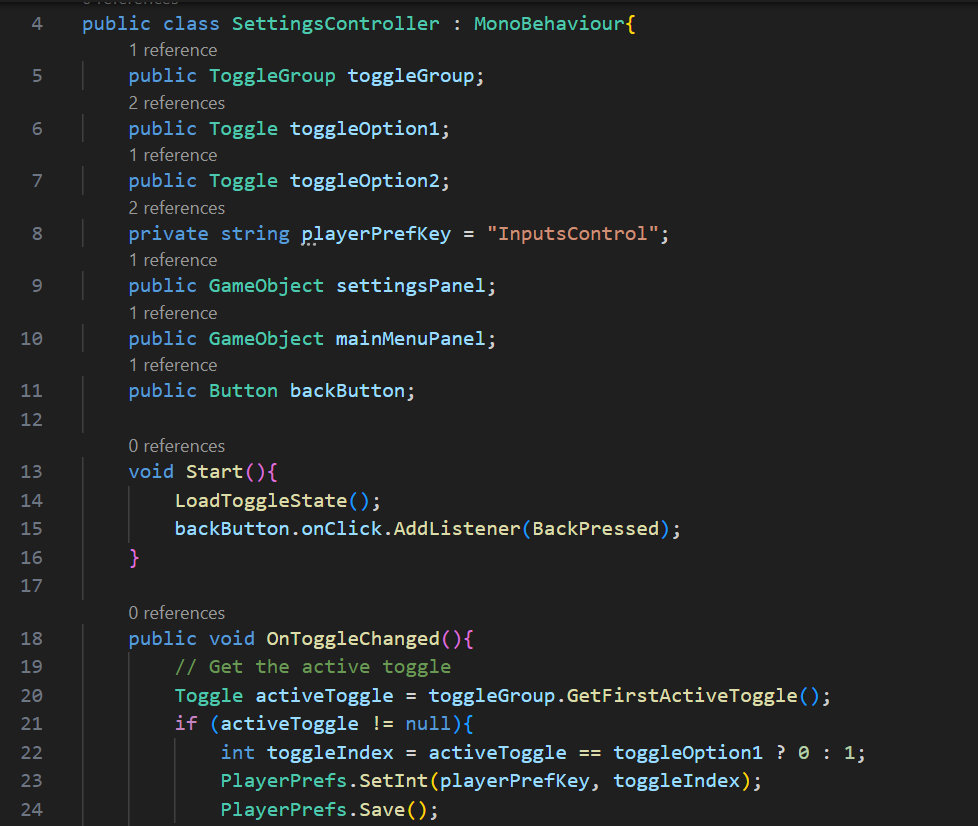 4 public class SettingsController : MonoBehaviour{
1 reference
5 public ToggleGroup toggleGroup;
2 references
6 public Toggle toggleOption1;
1 reference
7 public Toggle toggleOption2;
2 references
8 private string playerPrefKey = "InputsControl";
1 reference
9 public GameObject settingsPanel;
1 reference
10 public GameObject mainMenuPanel;
1 reference
11 public Button backButton;
12
0 references
13 void Start(){
14 LoadToggleState();
15 backButton.onClick.AddListener(BackPressed);
16 }
17
0 references
18 public void OnToggleChanged(){
19 // Get the active toggle
20 Toggle activeToggle = toggleGroup.GetFirstActiveToggle();
21 if (activeToggle != null){
22 int toggleIndex = activeToggle == toggleOption1 ? 0 : 1;
23 PlayerPrefs.SetInt(playerPrefKey, toggleIndex);
24 PlayerPrefs.Save();